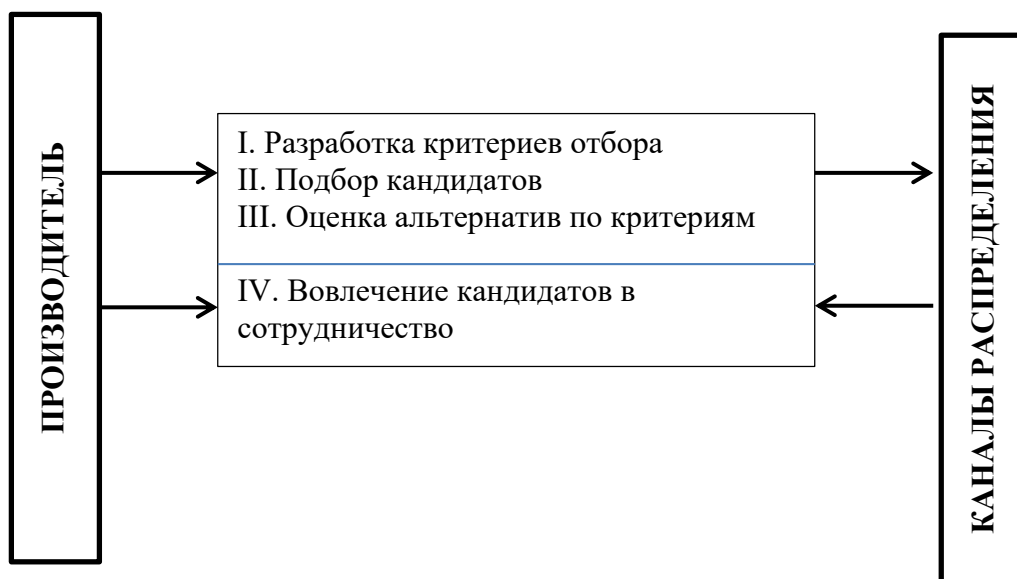 ПРОИЗВОДИТЕЛЬ
I. Разработка критериев отбора
II. Подбор кандидатов
III. Оценка альтернатив по критериям
IV. Вовлечение кандидатов в
сотрудничество
КАНАЛЫ РАСПРЕДЕЛЕНИЯ